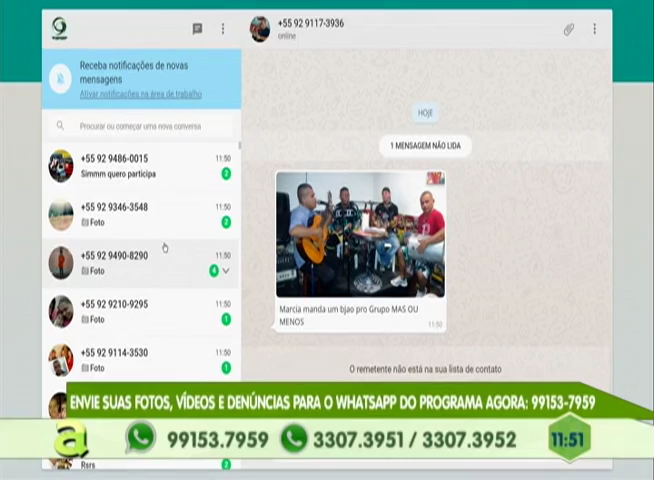 +55 92 9117-3936
online
Receba notificações de novas
mensagens
Ativar notificações na área de trabalho
Procurar ou começar uma nova conversa
HOJE
1 MENSAGEM NÃO LIDA
+55 92 9486-0015
11:50
Simmm quero participa
2
+55 92 9346-3548
11:50
Foto
2
+55 92 9490-8290
11:50
Foto
4
+55 92 9210-9295
11:50
Foto
1
+55 92 9114-3530
11:50
Foto
1
Marcia manda um bjao pro Grupo MAS OU
MENOS
11:50
O remetente não está na sua lista de contato
ENVIE SUAS FOTOS, VÍDEOS E DENÚNCIAS PARA O WHATSAPP DO PROGRAMA AGORA: 99153-7959
a
99153.7959
3307.3951 / 3307.3952
11:51
Rsrs
2